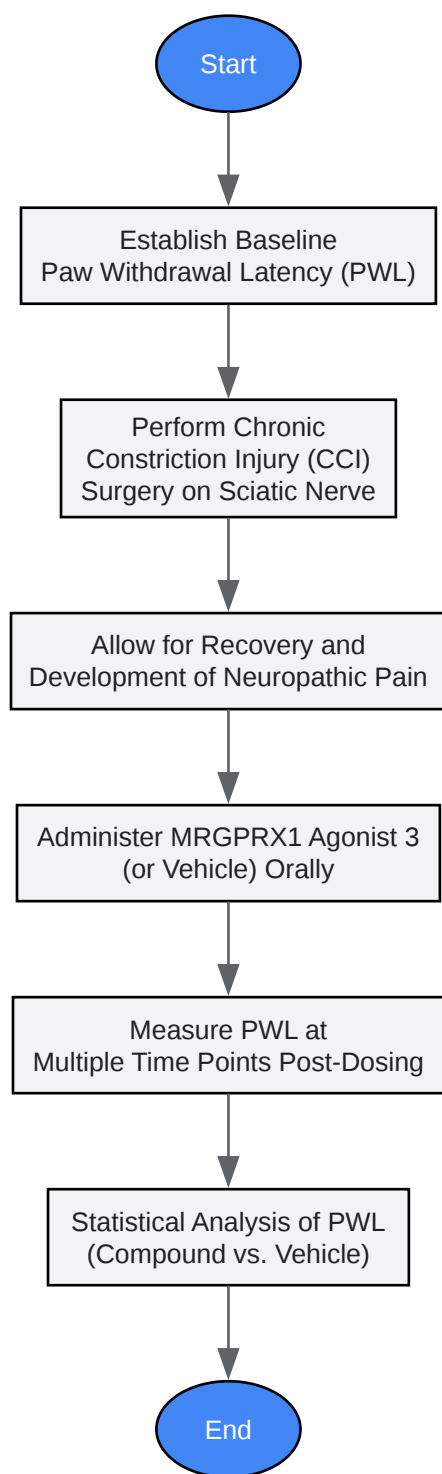 Start
Establish Baseline
Paw Withdrawal Latency (PWL)
Perform Chronic
Constriction Injury (CCI)
Surgery on Sciatic Nerve
Allow for Recovery and
Development of Neuropathic Pain
Administer MRGPRX1 Agonist 3
(or Vehicle) Orally
Measure PWL at
Multiple Time Points Post-Dosing
Statistical Analysis of PWL
(Compound vs. Vehicle)
End